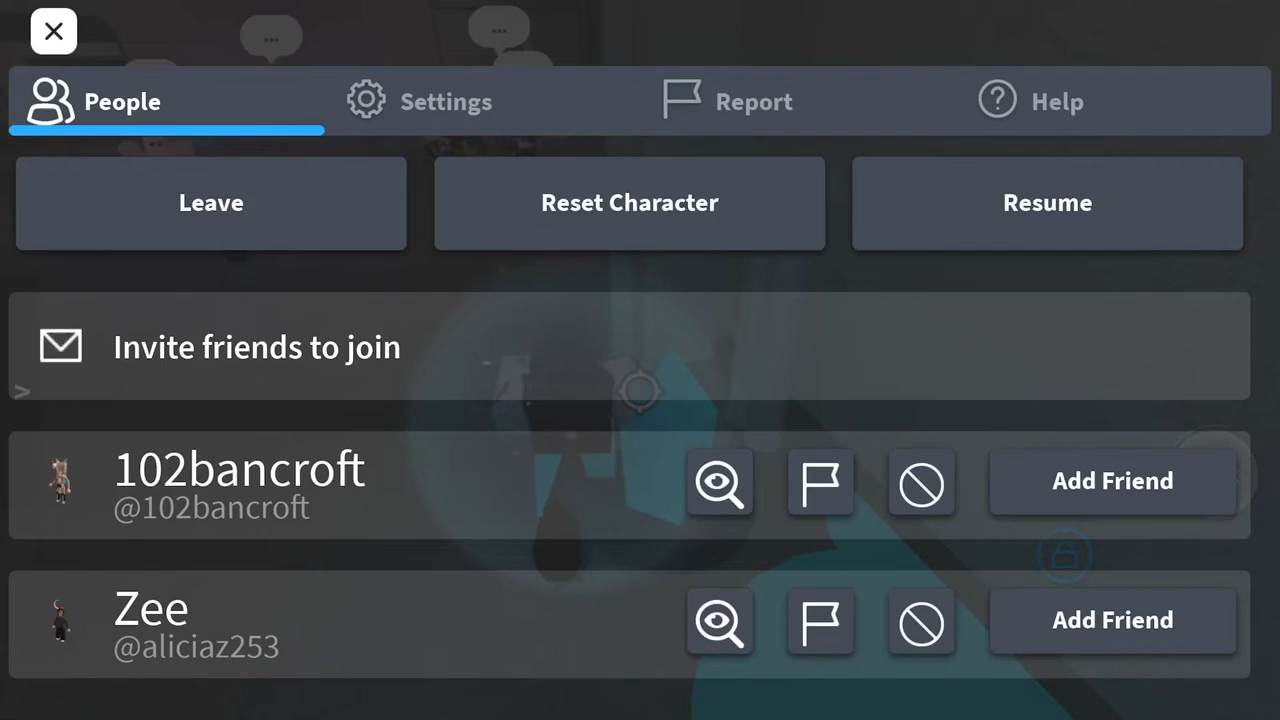 ...
...
People
Settings
Report
Help
Leave
Reset Character
Resume
Invite friends to join
>
102bancroft
@102bancroft
Add Friend
Zee
@aliciaz253
Add Friend